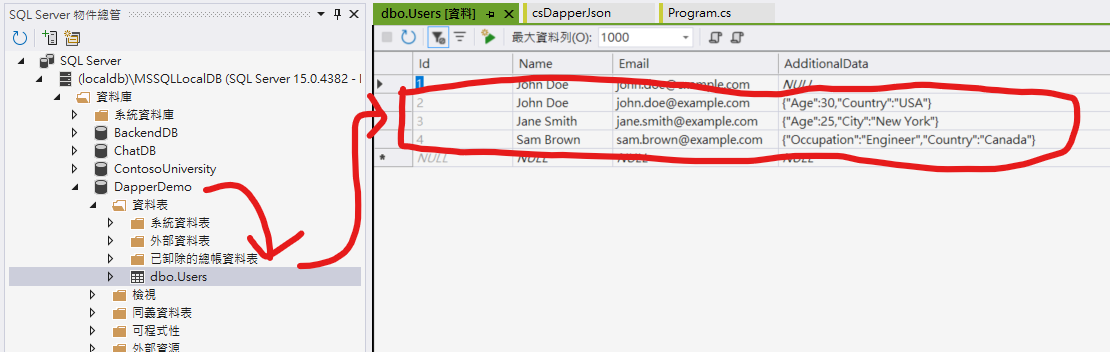 SQL Server 物件總管
SQL Server
(localdb)\MSSQLLocalDB (SQL Server 15.0.4382 - 
資料庫
系統資料庫
BackendDB
ChatDB
ContosoUniversity
DapperDemo
資料表
系統資料表
外部資料表
已卸除的總帳資料表
dbo.Users
檢視
同義資料表
可程式性
外部資源
dbo.Users [資料] csDapperJson Program.cs
最大資料列(O): 1000
Id Name Email AdditionalData
1 John Doe john.doe@example.com NULL
2 John Doe john.doe@example.com {"Age":30,"Country":"USA"}
3 Jane Smith jane.smith@example.com {"Age":25,"City":"New York"}
4 Sam Brown sam.brown@example.com {"Occupation":"Engineer","Country":"Canada"}
NULL NULL NULL NULL